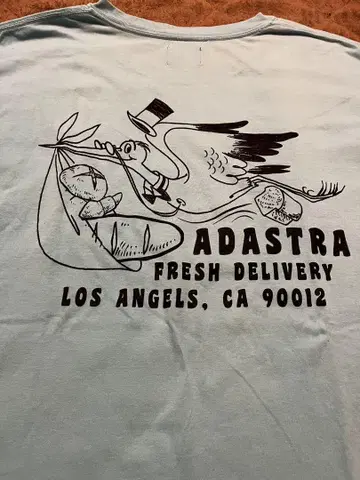 ADASTRA
FRESH DELIVERY
LOS ANGELS, CA 90012